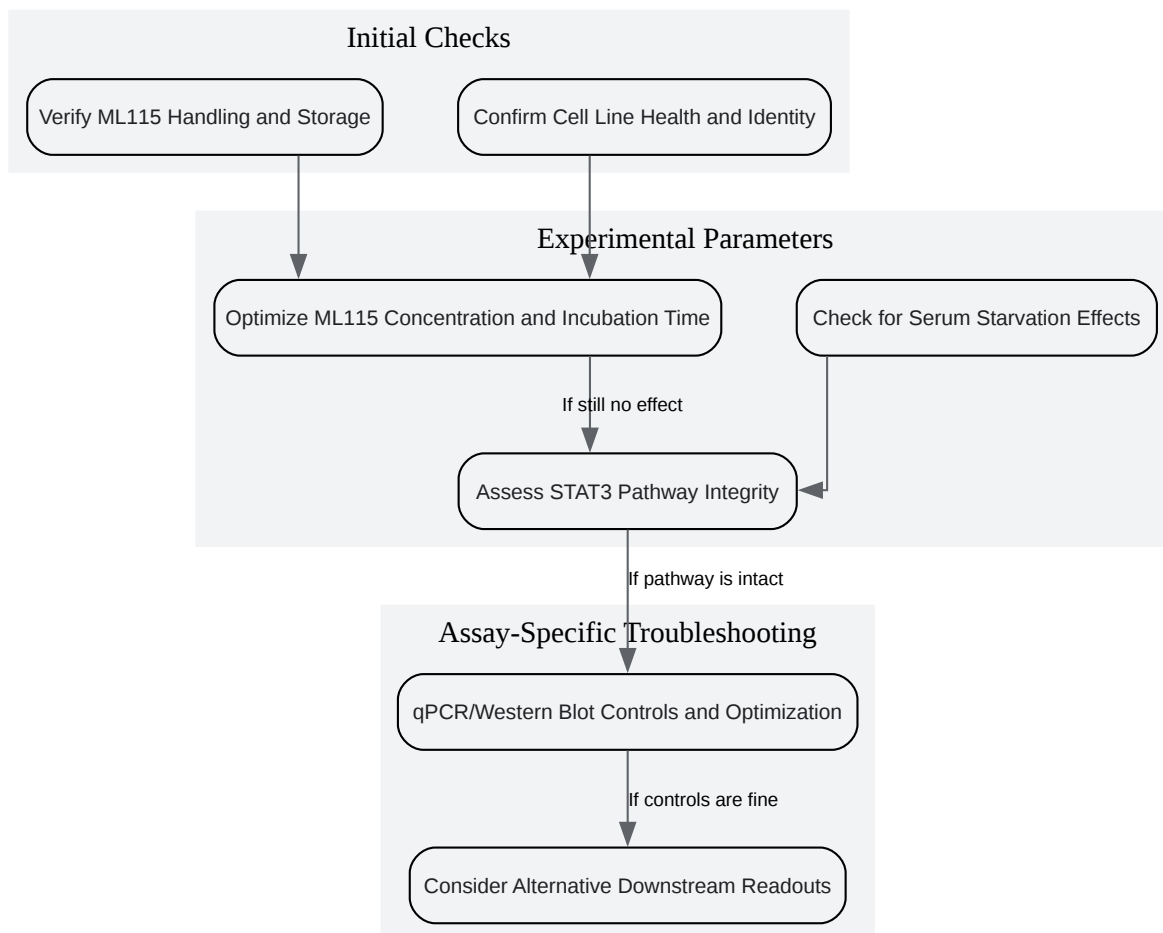 Initial Checks
Verify ML115 Handling and Storage
Confirm Cell Line Health and Identity
Experimental Parameters
Optimize ML115 Concentration and Incubation Time
Check for Serum Starvation Effects
If still no effect
Assess STAT3 Pathway Integrity
If pathway is intact
Assay-Specific Troubleshooting
qPCR/Western Blot Controls and Optimization
If controls are fine
Consider Alternative Downstream Readouts